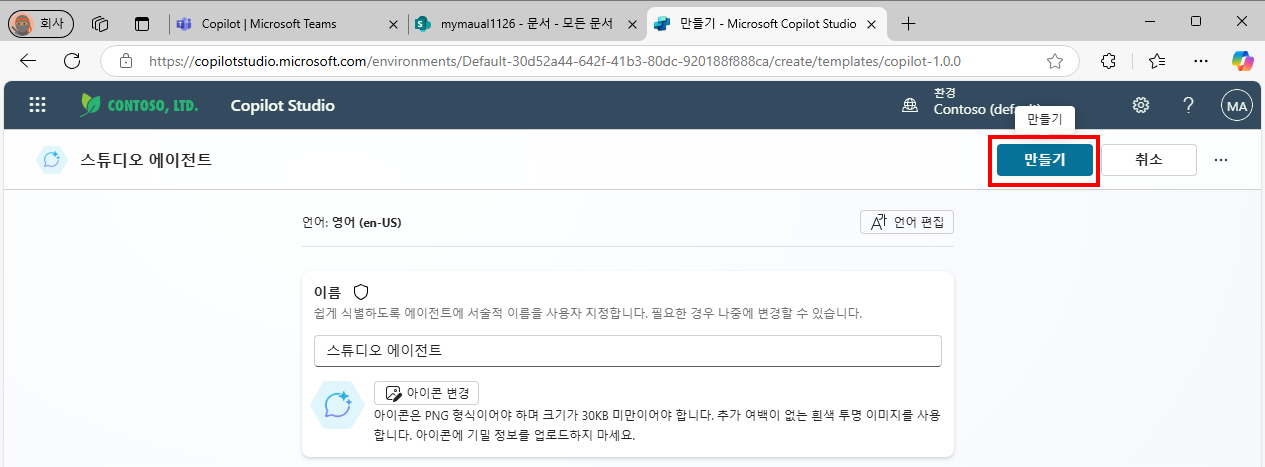 회사
Copilot | Microsoft Teams
mymaual1126 - 문서 - 모든 문서
만들기 - Microsoft Copilot Studio
https://copilotstudio.microsoft.com/environments/Default-30d52a44-642f-41b3-80dc-920188f888ca/create/templates/copilot-1.0.0
CONTOSO, LTD.
Copilot Studio
환경
Contoso (default)
MA
만들기
스튜디오 에이전트
만들기
취소
언어: 영어 (en-US)
언어 편집
이름
쉽게 식별하도록 에이전트에 서술적 이름을 사용자 지정합니다. 필요한 경우 나중에 변경할 수 있습니다.
스튜디오 에이전트
아이콘 변경
아이콘은 PNG 형식이어야 하며 크기가 30KB 미만이어야 합니다. 추가 여백이 없는 흰색 투명 이미지를 사용
합니다. 아이콘에 기밀 정보를 업로드하지 마세요.